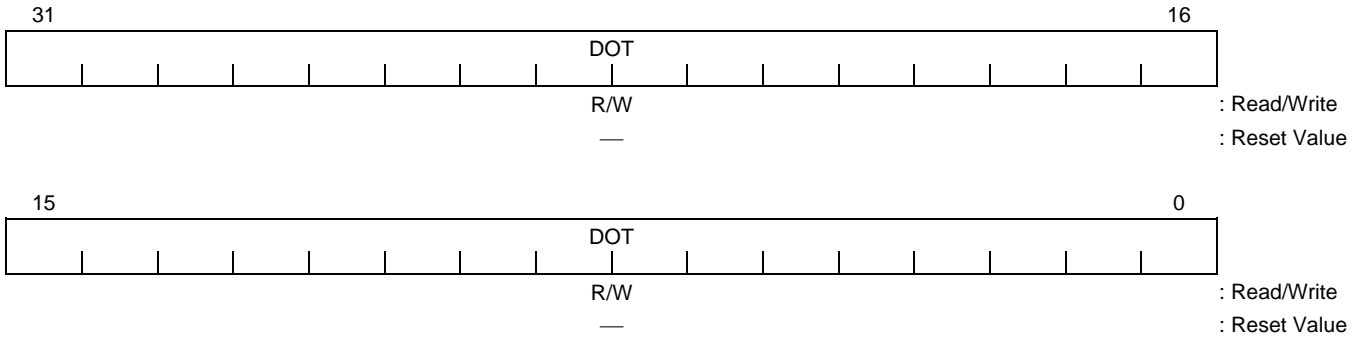 31 16
DOT
R/W : Read/Write
— : Reset Value
15 0
DOT
R/W : Read/Write
— : Reset Value